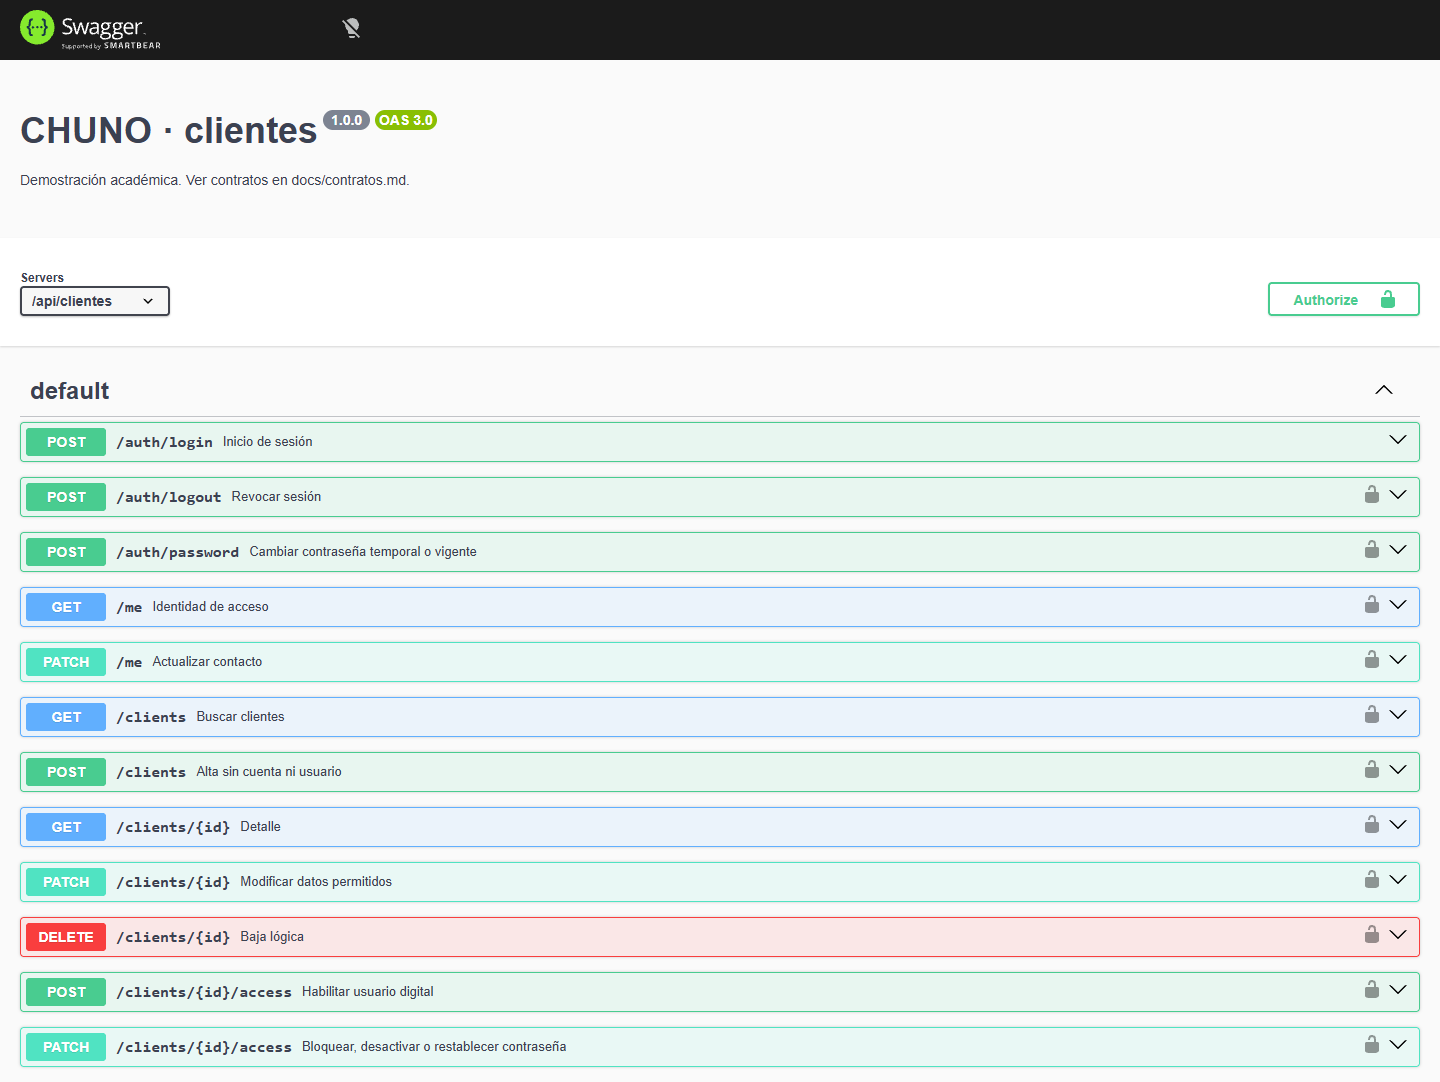 Swagger
Supported by SMARTBEAR
CHUNO · clientes 1.0.0 OAS 3.0
Demostración académica. Ver contratos en docs/contratos.md.
Servers
/api/clientes
Authorize
default
POST /auth/login Inicio de sesión
POST /auth/logout Revocar sesión
POST /auth/password Cambiar contraseña temporal o vigente
GET /me Identidad de acceso
PATCH /me Actualizar contacto
GET /clients Buscar clientes
POST /clients Alta sin cuenta ni usuario
GET /clients/{id} Detalle
PATCH /clients/{id} Modificar datos permitidos
DELETE /clients/{id} Baja lógica
POST /clients/{id}/access Habilitar usuario digital
PATCH /clients/{id}/access Bloquear, desactivar o restablecer contraseña